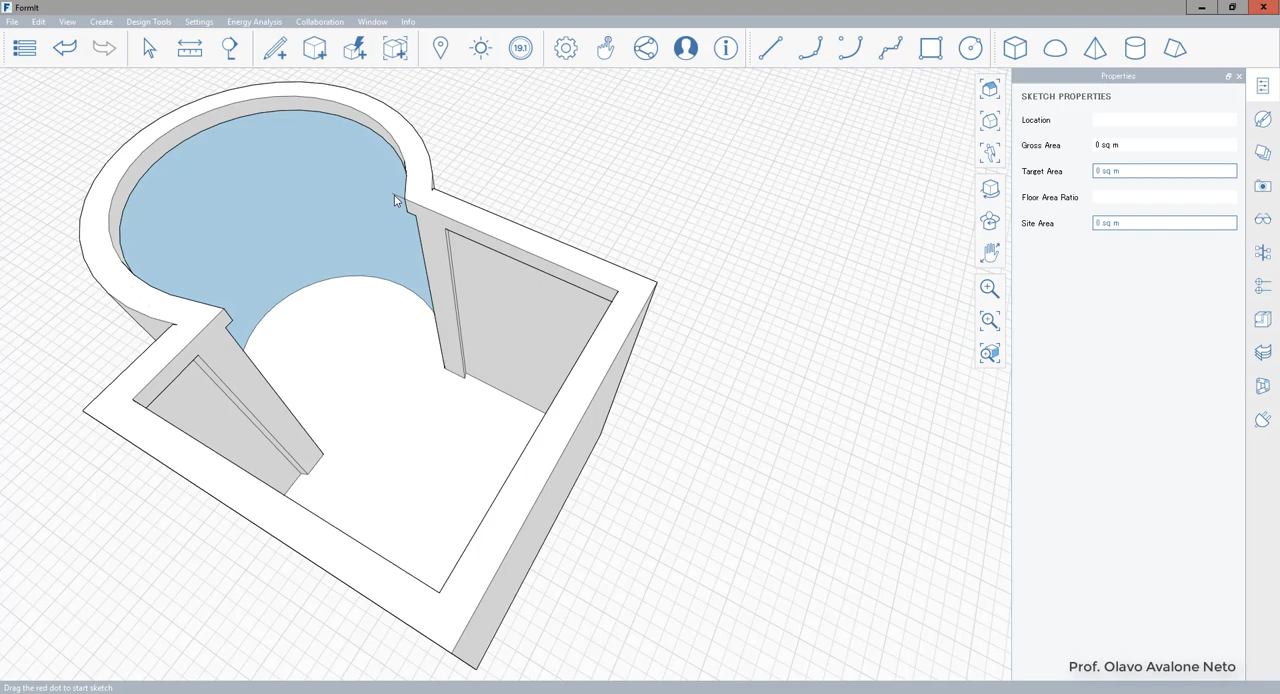 FormIt
File Edit View Create Design Tools Settings Energy Analysis Collaboration Window Info
19.1
Properties
SKETCH PROPERTIES
Location
Gross Area 0 sq m
Target Area 0 sq m
Floor Area Ratio
Site Area 0 sq m
Prof. Olavo Avalone Neto
Drag the red dot to start sketch